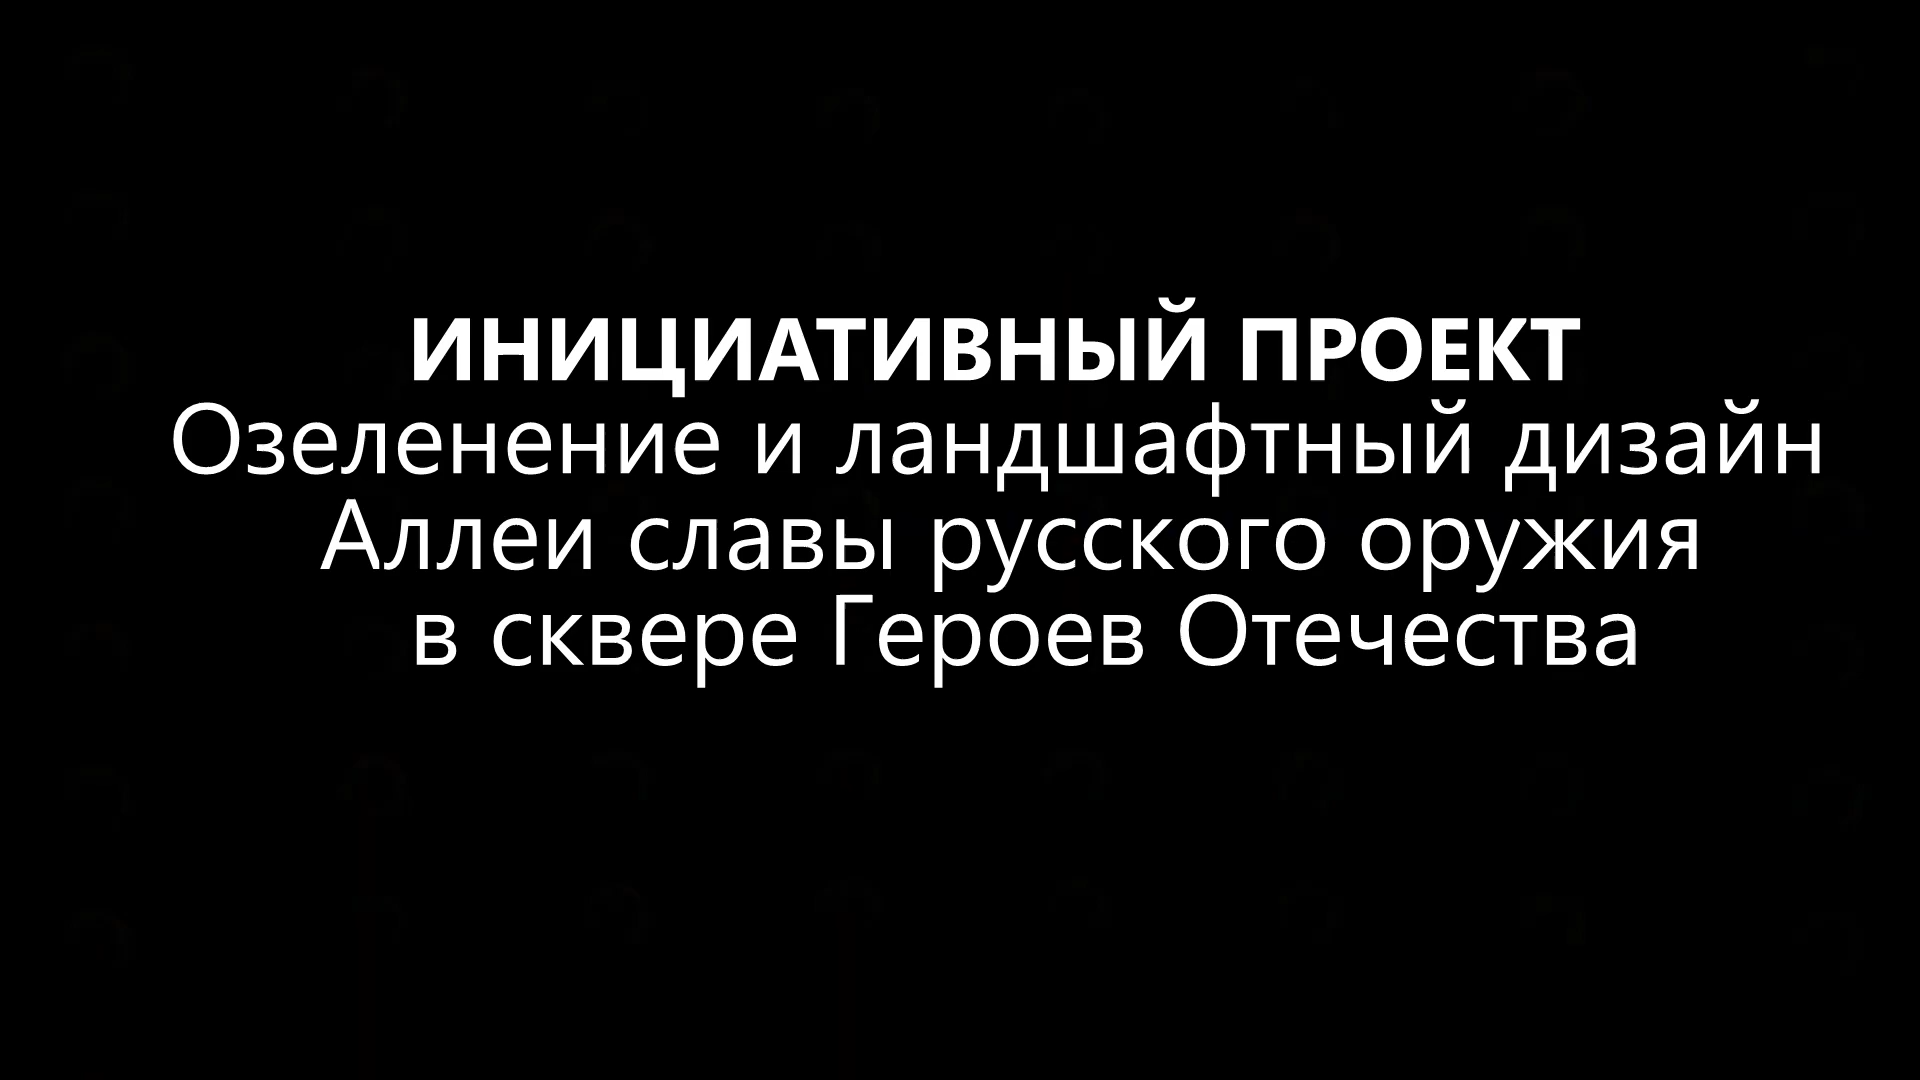 ИНИЦИАТИВНЫЙ ПРОЕКТ
Озеленение и ландшафтный дизайн
Аллеи славы русского оружия
в сквере Героев Отечества